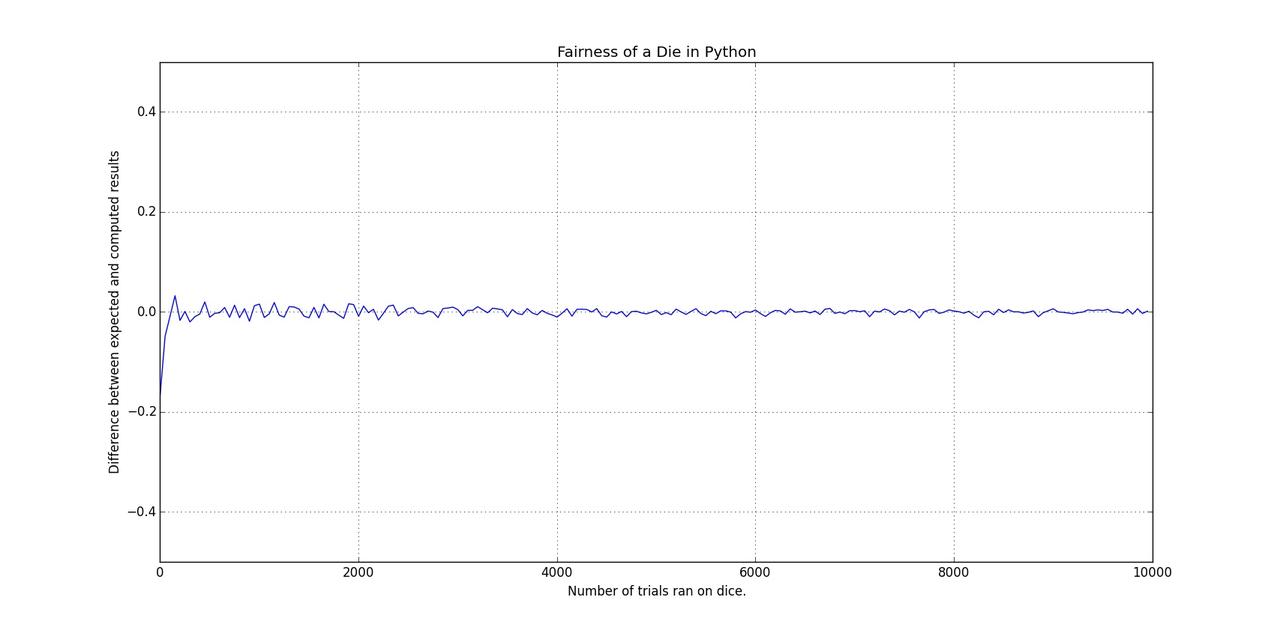 Fairness of a Die in Python
Difference between expected and computed results
0.4
0.2
0.0
−0.2
−0.4
0 2000 4000 6000 8000 10000
Number of trials ran on dice.